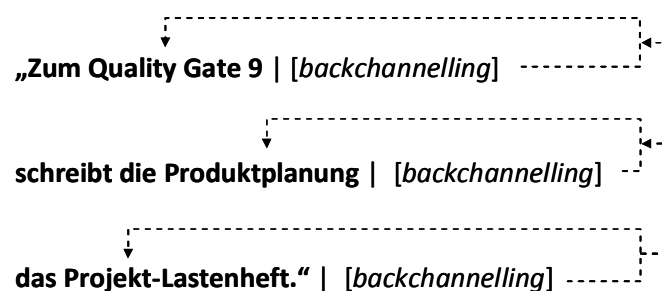 „Zum Quality Gate 9 | [backchannelling]
schreibt die Produktplanung | [backchannelling]
das Projekt-Lastenheft.“ | [backchannelling]